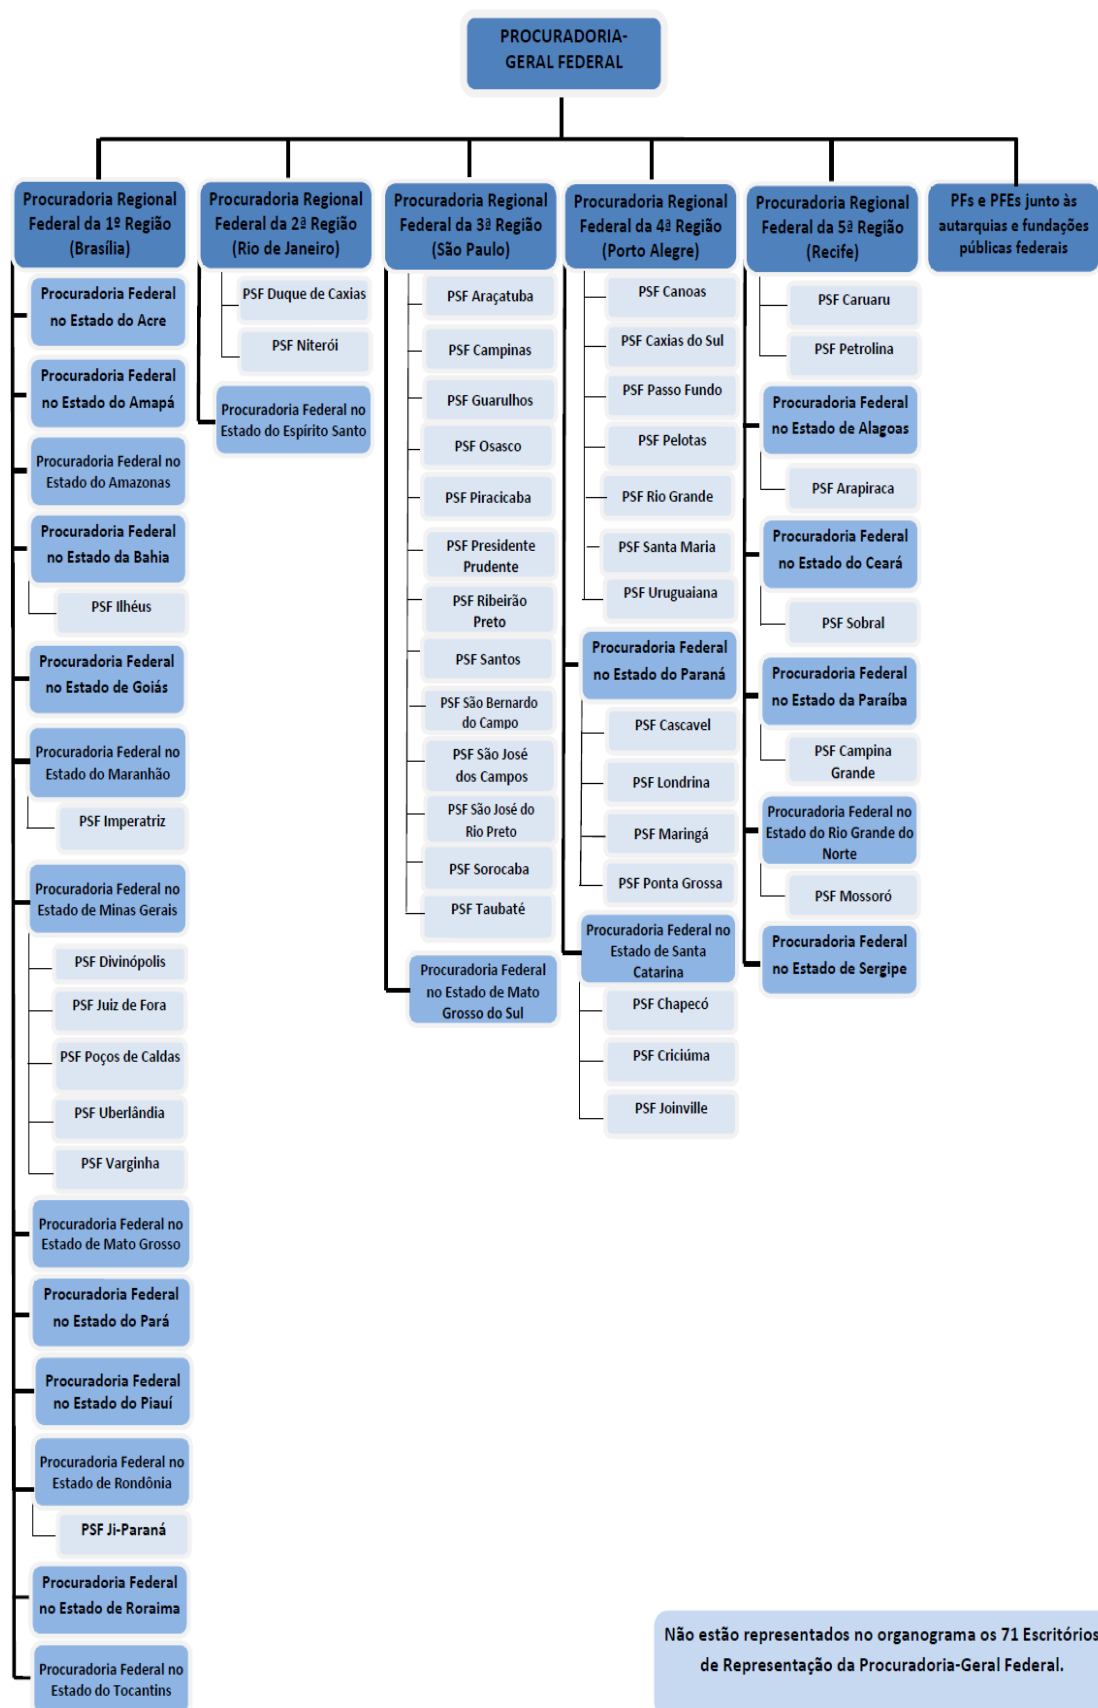 PROCURADORIA-
GERAL FEDERAL
Procuradoria Regional
Federal da 1º Região
(Brasília)
Procuradoria Federal
no Estado do Acre
Procuradoria Federal
no Estado do Amapá
Procuradoria Federal no
Estado do Amazonas
Procuradoria Federal
no Estado da Bahia
PSF Ilhéus
Procuradoria Federal
no Estado de Goiás
Procuradoria Federal no
Estado do Maranhão
PSF Imperatriz
Procuradoria Federal no
Estado de Minas Gerais
PSF Divinópolis
PSF Juiz de Fora
PSF Poços de Caldas
PSF Uberlândia
PSF Varginha
Procuradoria Federal no
Estado de Mato Grosso
Procuradoria Federal
no Estado do Pará
Procuradoria Federal
no Estado do Piauí
Procuradoria Federal no
Estado de Rondônia
PSF Ji-Paraná
Procuradoria Federal
no Estado de Roraima
Procuradoria Federal no
Estado do Tocantins
Procuradoria Regional
Federal da 2ª Região
(Rio de Janeiro)
PSF Duque de Caxias
PSF Niterói
Procuradoria Federal no
Estado do Espírito Santo
Procuradoria Regional
Federal da 3ª Região
(São Paulo)
PSF Araçatuba
PSF Campinas
PSF Guarulhos
PSF Osasco
PSF Piracicaba
PSF Presidente
Prudente
PSF Ribeirão
Preto
PSF Santos
PSF São Bernardo
do Campo
PSF São José
dos Campos
PSF São José do
Rio Preto
PSF Sorocaba
PSF Taubaté
Procuradoria Federal
no Estado de Mato
Grosso do Sul
Procuradoria Regional
Federal da 4ª Região
(Porto Alegre)
PSF Canoas
PSF Caxias do Sul
PSF Passo Fundo
PSF Pelotas
PSF Rio Grande
PSF Santa Maria
PSF Uruguaiana
Procuradoria Federal
no Estado do Paraná
PSF Cascavel
PSF Londrina
PSF Maringá
PSF Ponta Grossa
Procuradoria Federal no
Estado de Santa
Catarina
PSF Chapecó
PSF Criciúma
PSF Joinville
Procuradoria Regional
Federal da 5ª Região
(Recife)
PSF Caruaru
PSF Petrolina
Procuradoria Federal
no Estado de Alagoas
PSF Arapiraca
Procuradoria Federal
no Estado do Ceará
PSF Sobral
Procuradoria Federal
no Estado da Paraíba
PSF Campina
Grande
Procuradoria Federal no
Estado do Rio Grande do
Norte
PSF Mossoró
Procuradoria Federal
no Estado de Sergipe
PFs e PFEs junto às
autarquias e fundações
públicas federais
Não estão representados no organograma os 71 Escritórios
de Representação da Procuradoria-Geral Federal.